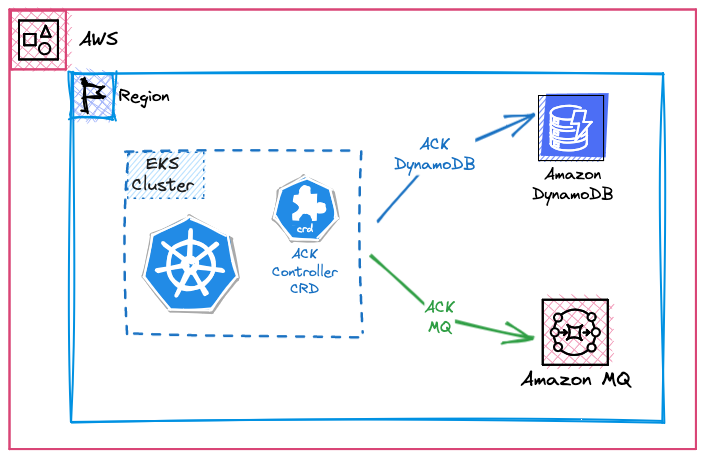 AWS
Region
EKS
Cluster
crd
ACK
Controller
CRD
ACK
DynamoDB
Amazon
DynamoDB
ACK
MQ
Amazon MQ